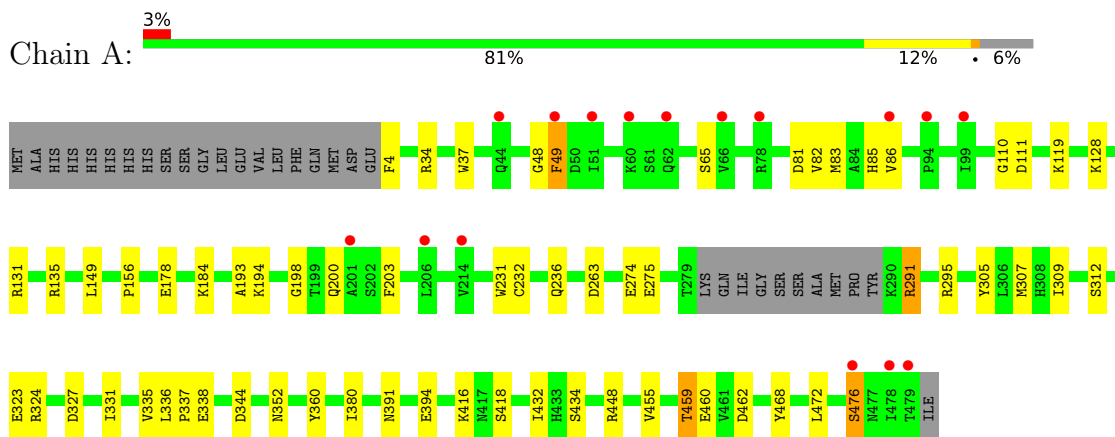 3%
Chain A:
81% 12% • 6%
MET ALA HIS HIS HIS HIS HIS HIS SER SER GLY LEU GLU VAL LEU PHE GLN MET ASP GLU F4 R34 W37 Q44 G48 F49 D50 I51 K60 S61 Q62 S65 V66 R78 D81 V82 M83 A84 H85 V86 P94 I99 G110 D111 K119 K128
R131 R135 L149 P156 E178 K184 A193 K194 G198 T199 Q200 A201 S202 F203 L206 V214 W231 C232 Q236 D263 E274 E275 T279 LYS GLN ILE GLY SER SER ALA MET PRO TYR K290 R291 R295 Y305 L306 M307 H308 I309 S312
E323 R324 D327 I331 V335 L336 P337 E338 D344 N352 Y360 I380 N391 E394 K416 N417 S418 I432 H433 S434 R448 V455 T459 E460 V461 D462 Y468 L472 S476 N477 I478 T479 ILE